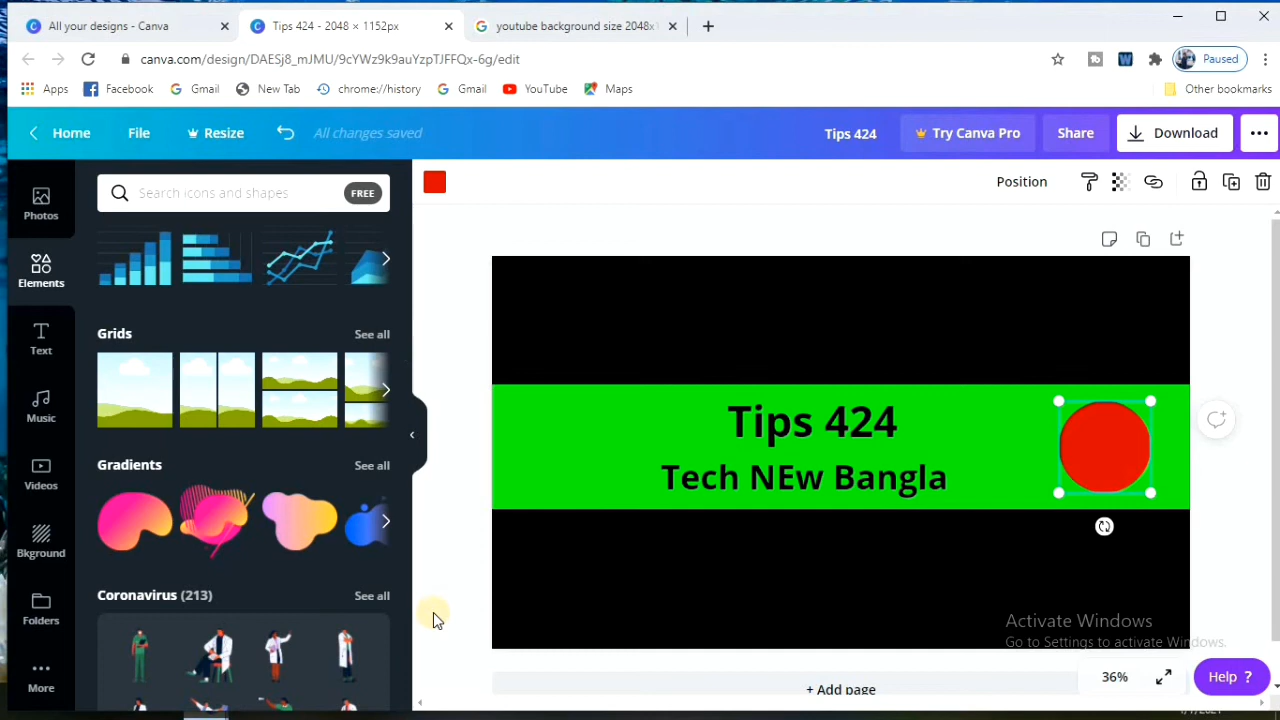 All your designs - Canva
Tips 424 - 2048 × 1152px
youtube background size 2048x1
canva.com/design/DAESj8_mJMU/9cYWz9k9auYzpTJFFQx-6g/edit
Paused
Apps
Facebook
Gmail
New Tab
chrome://history
Gmail
YouTube
Maps
Other bookmarks
Home
File
Resize
All changes saved
Tips 424
Try Canva Pro
Share
Download
Photos
Elements
Text
Music
Videos
Bkground
Folders
More
Search icons and shapes
FREE
Grids
See all
Gradients
See all
Coronavirus (213)
See all
Position
Tips 424
Tech NEw Bangla
Activate Windows
Go to Settings to activate Windows.
+ Add page
36%
Help ?